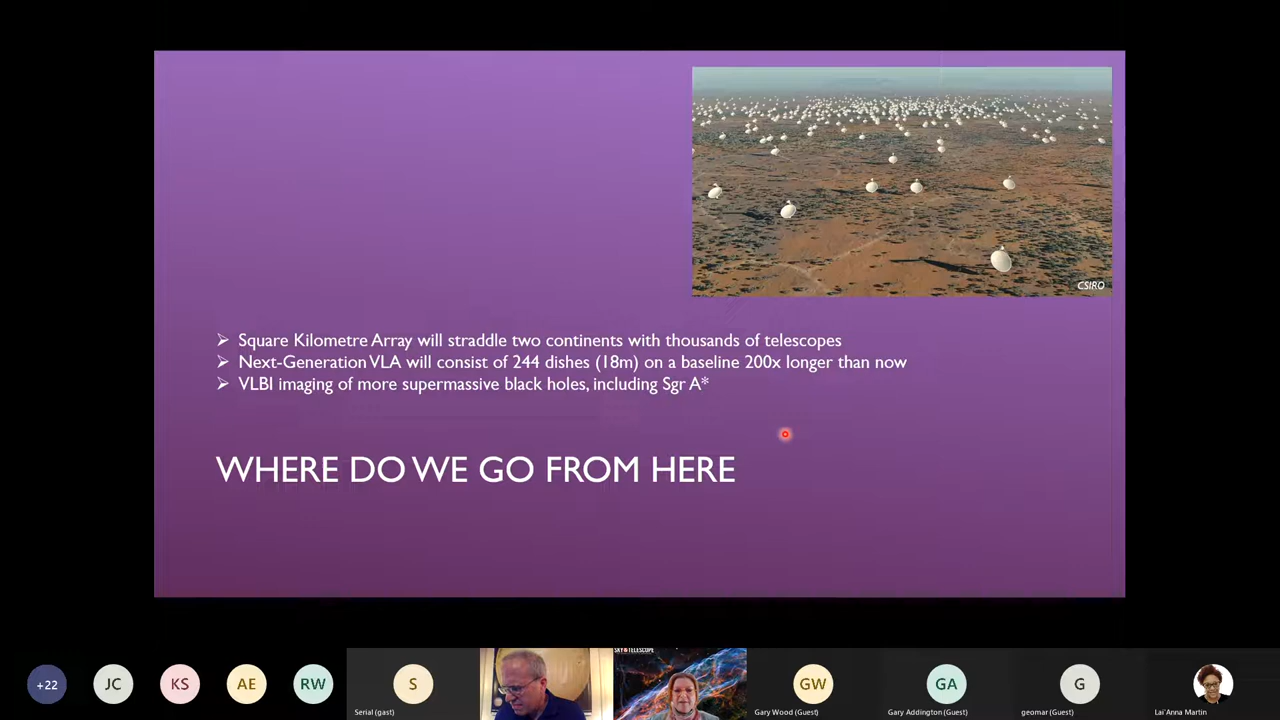 CSIRO
➢ Square Kilometre Array will straddle two continents with thousands of telescopes
➢ Next-Generation VLA will consist of 244 dishes (18m) on a baseline 200x longer than now
➢ VLBI imaging of more supermassive black holes, including Sgr A*
WHERE DO WE GO FROM HERE
SKY&TELESCOPE
+22
JC
KS
AE
RW
S
GW
GA
G
Serial (gast)
Gary Wood (Guest)
Gary Addington (Guest)
geomar (Guest)
Lai'Anna Martin